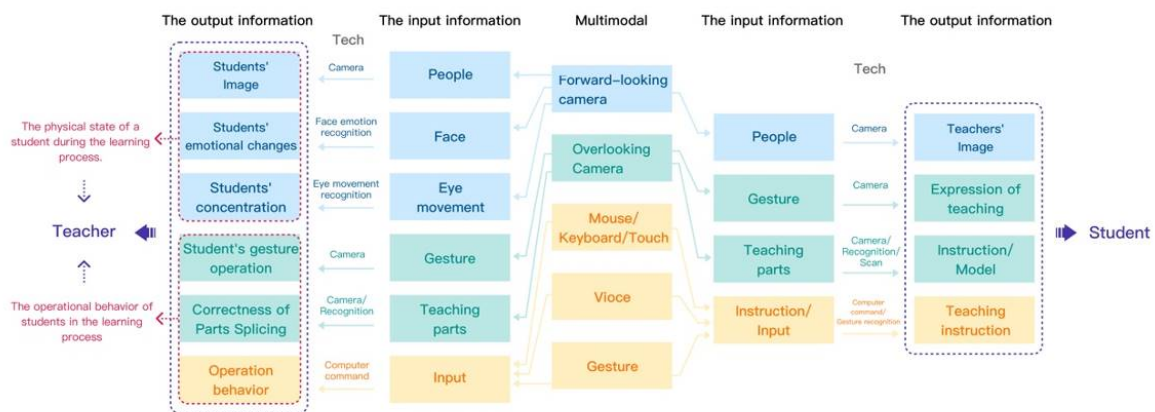 The output information
The input information
Multimodal
The input information
The output information
Tech
Tech
Students'
Image
Camera
People
Forward-looking
camera
Students'
emotional changes
Face emotion
recognition
Face
People
Camera
Teachers'
Image
The physical state of a
student during the learning
process.
Overlooking
Camera
Students'
concentration
Eye movement
recognition
Eye
movement
Gesture
Camera
Expression of
teaching
Teacher
Mouse/
Keyboard/Touch
Student
Student's gesture
operation
Camera
Gesture
Teaching
parts
Camera/
Recognition/
Scan
Instruction/
Model
The operational behavior of
students in the learning
process
Correctness of
Parts Splicing
Camera/
Recognition
Teaching
parts
Vioce
Instruction/
Input
Computer
command/
Gesture recognition
Teaching
instruction
Operation
behavior
Computer
command
Input
Gesture